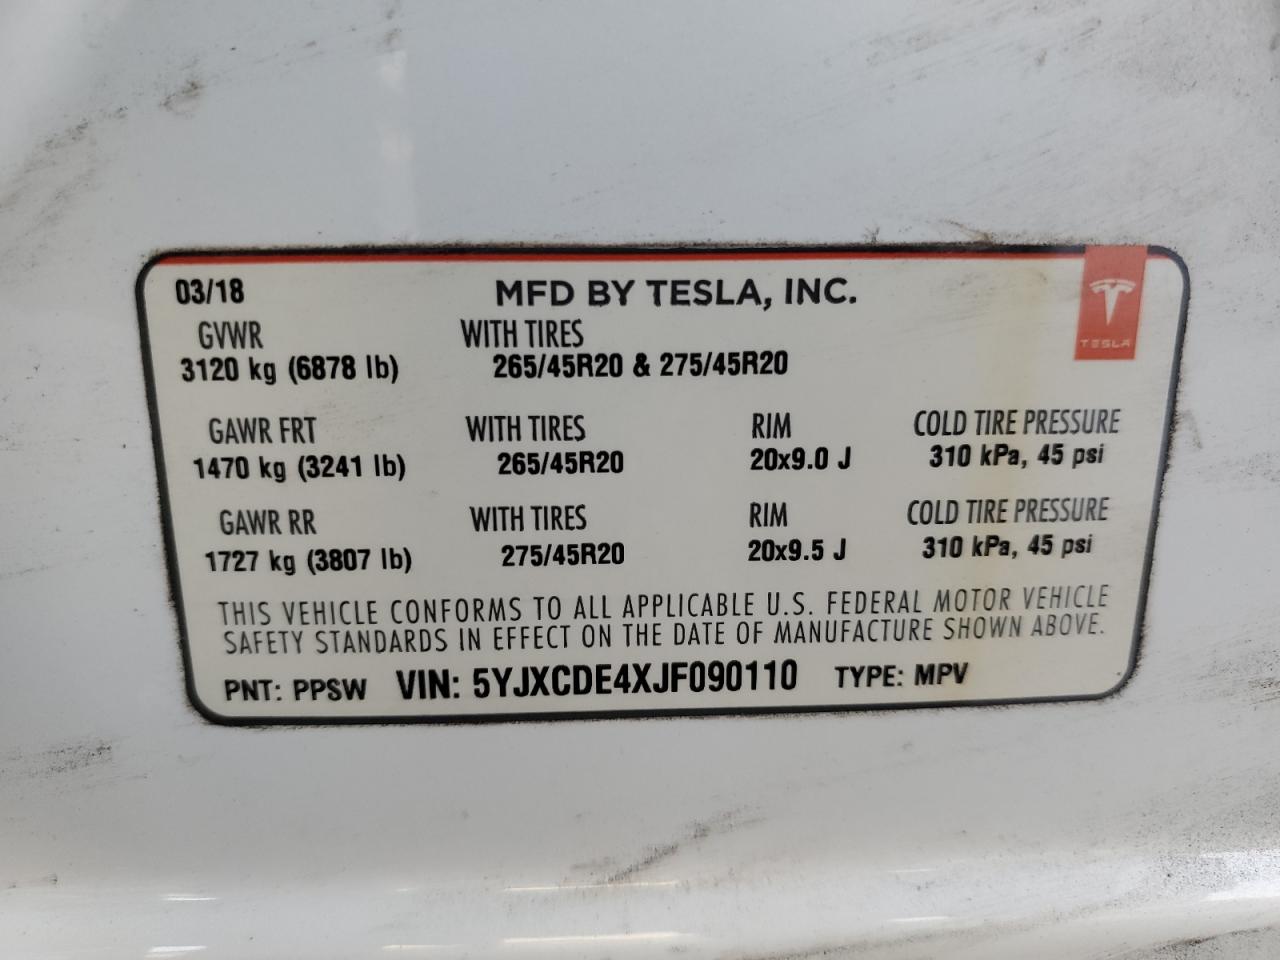 03/18 MFD BY TESLA, INC.
TESLA
GVWR WITH TIRES
3120 kg (6878 lb) 265/45R20 & 275/45R20
GAWR FRT WITH TIRES RIM COLD TIRE PRESSURE
1470 kg (3241 lb) 265/45R20 20x9.0 J 310 kPa, 45 psi
GAWR RR WITH TIRES RIM COLD TIRE PRESSURE
1727 kg (3807 lb) 275/45R20 20x9.5 J 310 kPa, 45 psi
THIS VEHICLE CONFORMS TO ALL APPLICABLE U.S. FEDERAL MOTOR VEHICLE
SAFETY STANDARDS IN EFFECT ON THE DATE OF MANUFACTURE SHOWN ABOVE.
PNT: PPSW VIN: 5YJXCDE4XJF090110 TYPE: MPV